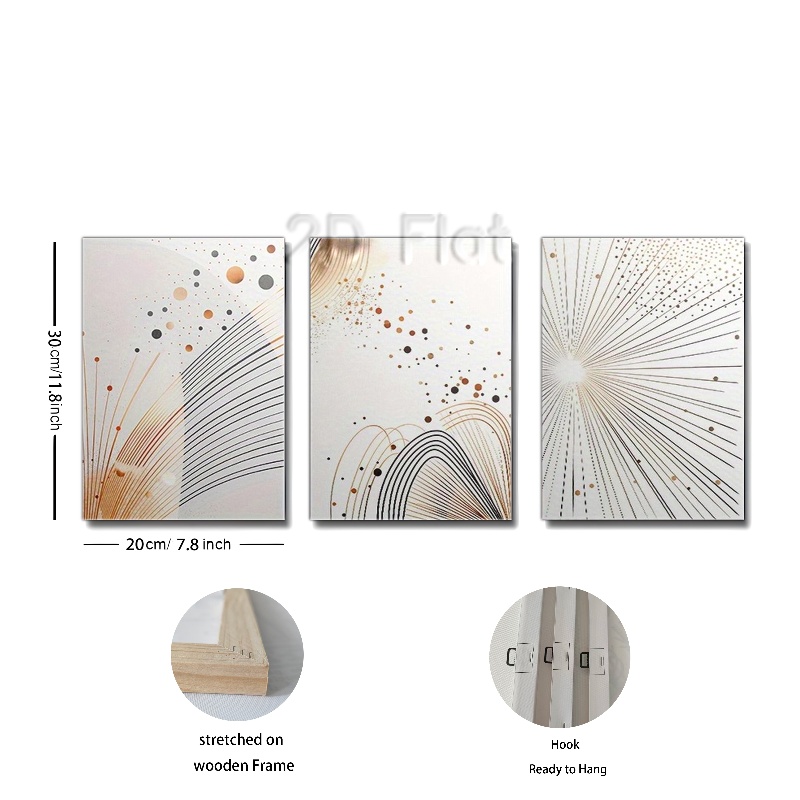 2D Flat
30cm/11.8inch
20cm/ 7.8 inch
stretched on
wooden Frame
Hook
Ready to Hang